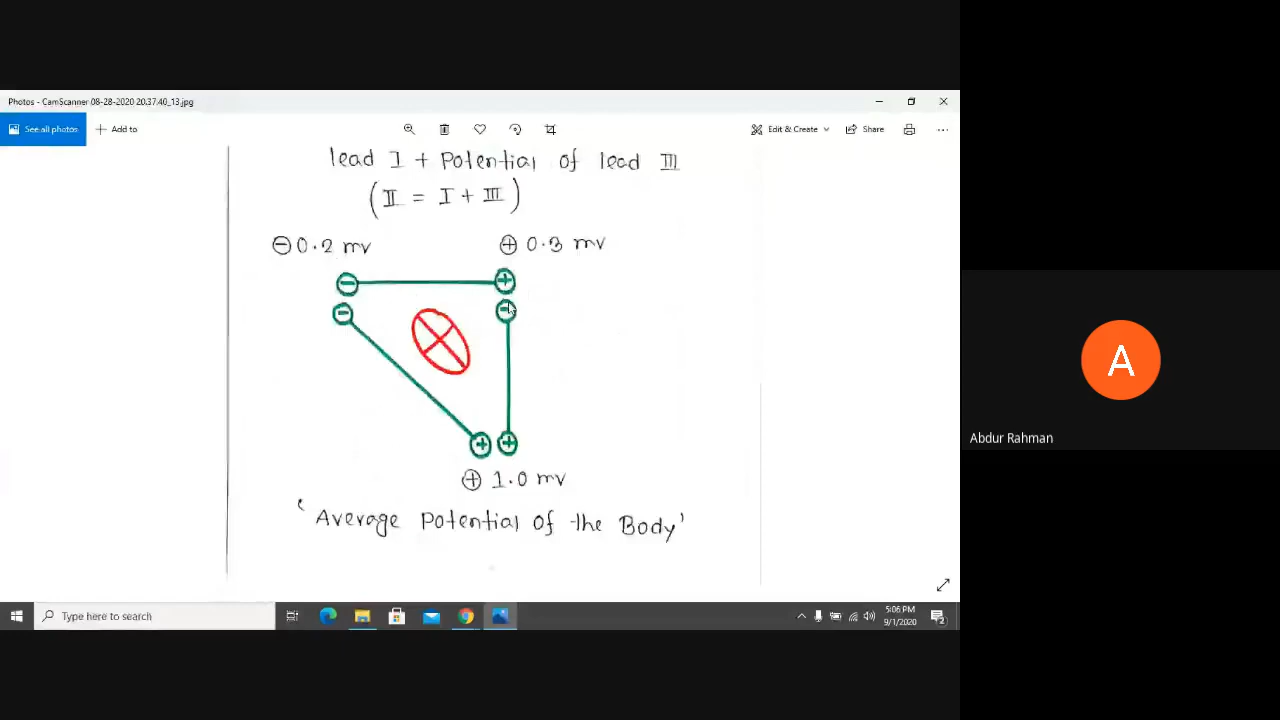 Photos - CamScanner 08-28-2020 20.37.40_13.jpg
See all photos
Add to
Edit & Create
Share
lead I + Potential of lead III
(II = I + III)
⊖ 0.2 mv
⊕ 0.3 mv
−
+
−
−
A
Abdur Rahman
+
+
⊕ 1.0 mv
'Average Potential of the Body'
Type here to search
5:06 PM
9/1/2020
2